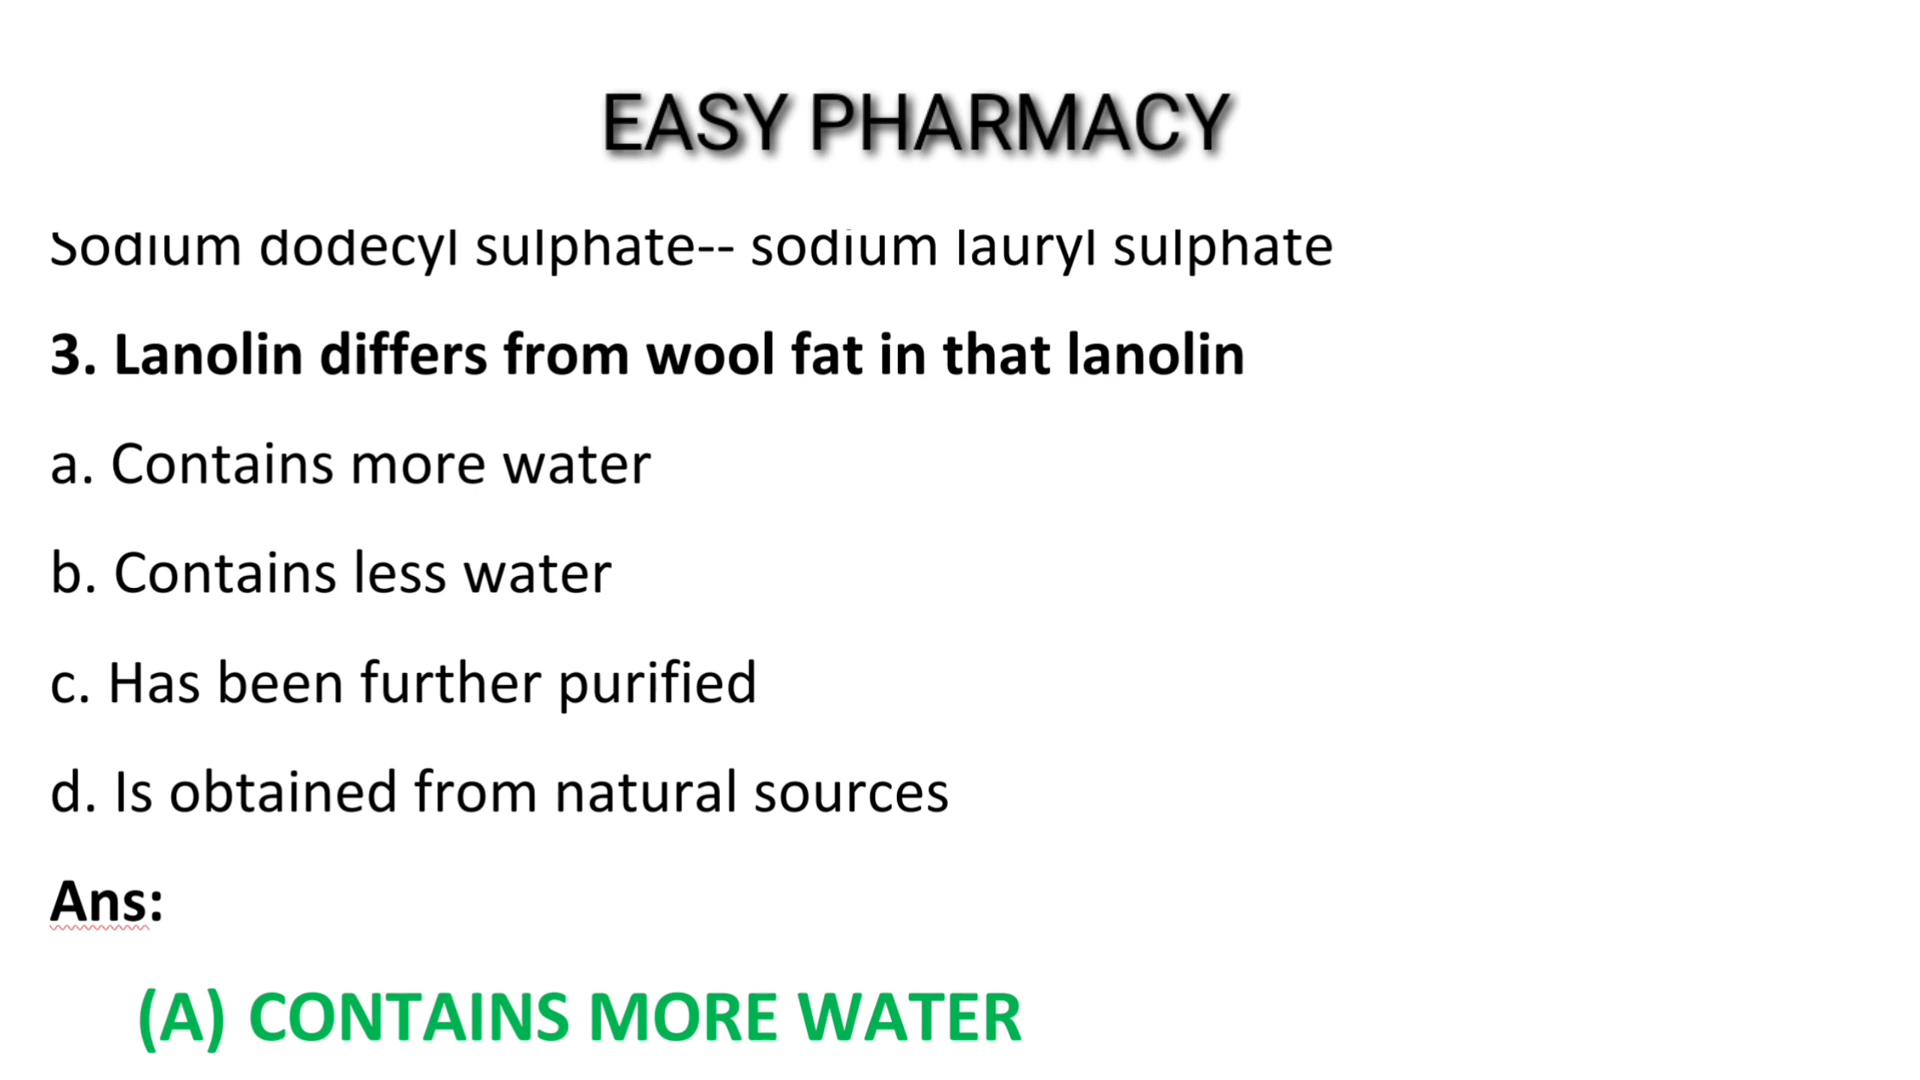 EASY PHARMACY
Sodium dodecyl sulphate-- sodium lauryl sulphate
3. Lanolin differs from wool fat in that lanolin
a. Contains more water
b. Contains less water
c. Has been further purified
d. Is obtained from natural sources
Ans:
(A) CONTAINS MORE WATER